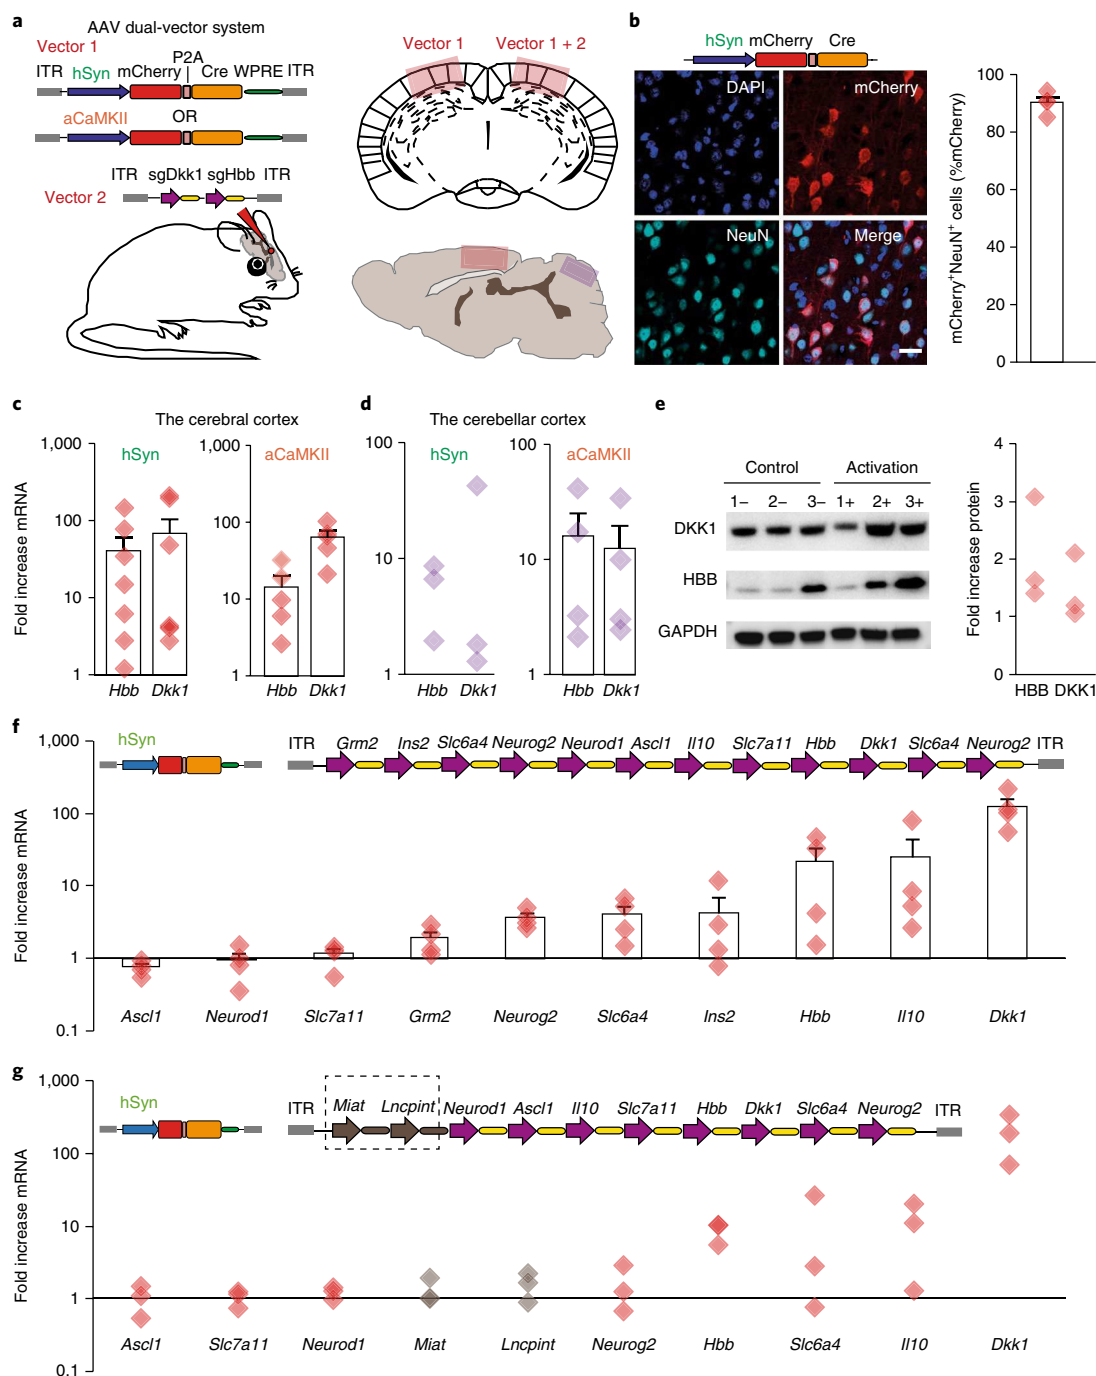 a
AAV dual-vector system
Vector 1
P2A
ITR hSyn mCherry Cre WPRE ITR
aCaMKII OR
ITR sgDkk1 sgHbb ITR
Vector 2
Vector 1 Vector 1 + 2
b
hSyn mCherry Cre
DAPI mCherry
NeuN Merge
mCherry+NeuN+ cells (%mCherry)
100
80
60
40
20
0
c
The cerebral cortex
Fold increase mRNA
hSyn
1,000
100
10
1
Hbb Dkk1
aCaMKII
1,000
100
10
1
Hbb Dkk1
d
The cerebellar cortex
hSyn
100
10
1
Hbb Dkk1
aCaMKII
100
10
1
Hbb Dkk1
e
Control Activation
1− 2− 3− 1+ 2+ 3+
DKK1
HBB
GAPDH
Fold increase protein
4
3
2
1
0
HBB DKK1
f
hSyn
ITR Grm2 Ins2 Slc6a4 Neurog2 Neurod1 Ascl1 Il10 Slc7a11 Hbb Dkk1 Slc6a4 Neurog2 ITR
Fold increase mRNA
1,000
100
10
1
0.1
Ascl1 Neurod1 Slc7a11 Grm2 Neurog2 Slc6a4 Ins2 Hbb Il10 Dkk1
g
hSyn
ITR Miat Lncpint Neurod1 Ascl1 Il10 Slc7a11 Hbb Dkk1 Slc6a4 Neurog2 ITR
Fold increase mRNA
1,000
100
10
1
0.1
Ascl1 Slc7a11 Neurod1 Miat Lncpint Neurog2 Hbb Slc6a4 Il10 Dkk1